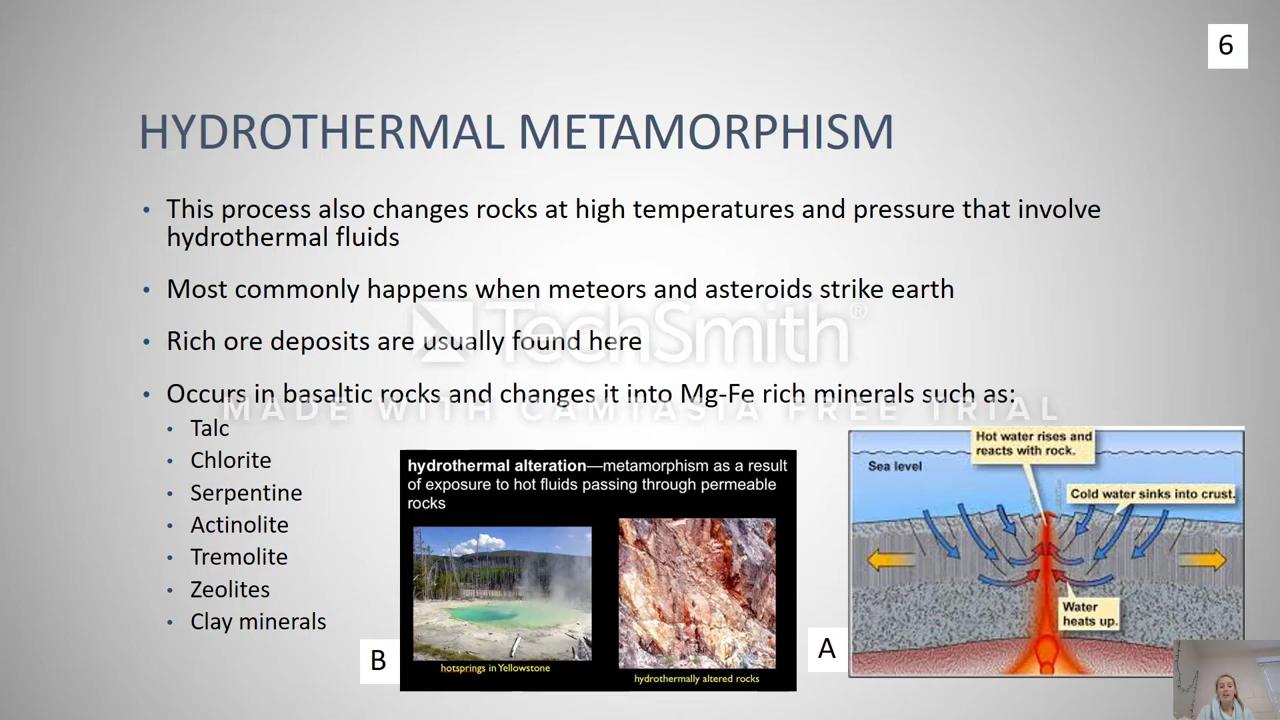 6
HYDROTHERMAL METAMORPHISM
• This process also changes rocks at high temperatures and pressure that involve
hydrothermal fluids
• Most commonly happens when meteors and asteroids strike earth
• Rich ore deposits are usually found here
• Occurs in basaltic rocks and changes it into Mg-Fe rich minerals such as:
• Talc
• Chlorite
• Serpentine
• Actinolite
• Tremolite
• Zeolites
• Clay minerals
TechSmith®
MADE WITH CAMTASIA FREE TRIAL
B
hydrothermal alteration—metamorphism as a result
of exposure to hot fluids passing through permeable
rocks
hotsprings in Yellowstone
hydrothermally altered rocks
A
Hot water rises and
reacts with rock.
Sea level
Cold water sinks into crust.
Water
heats up.